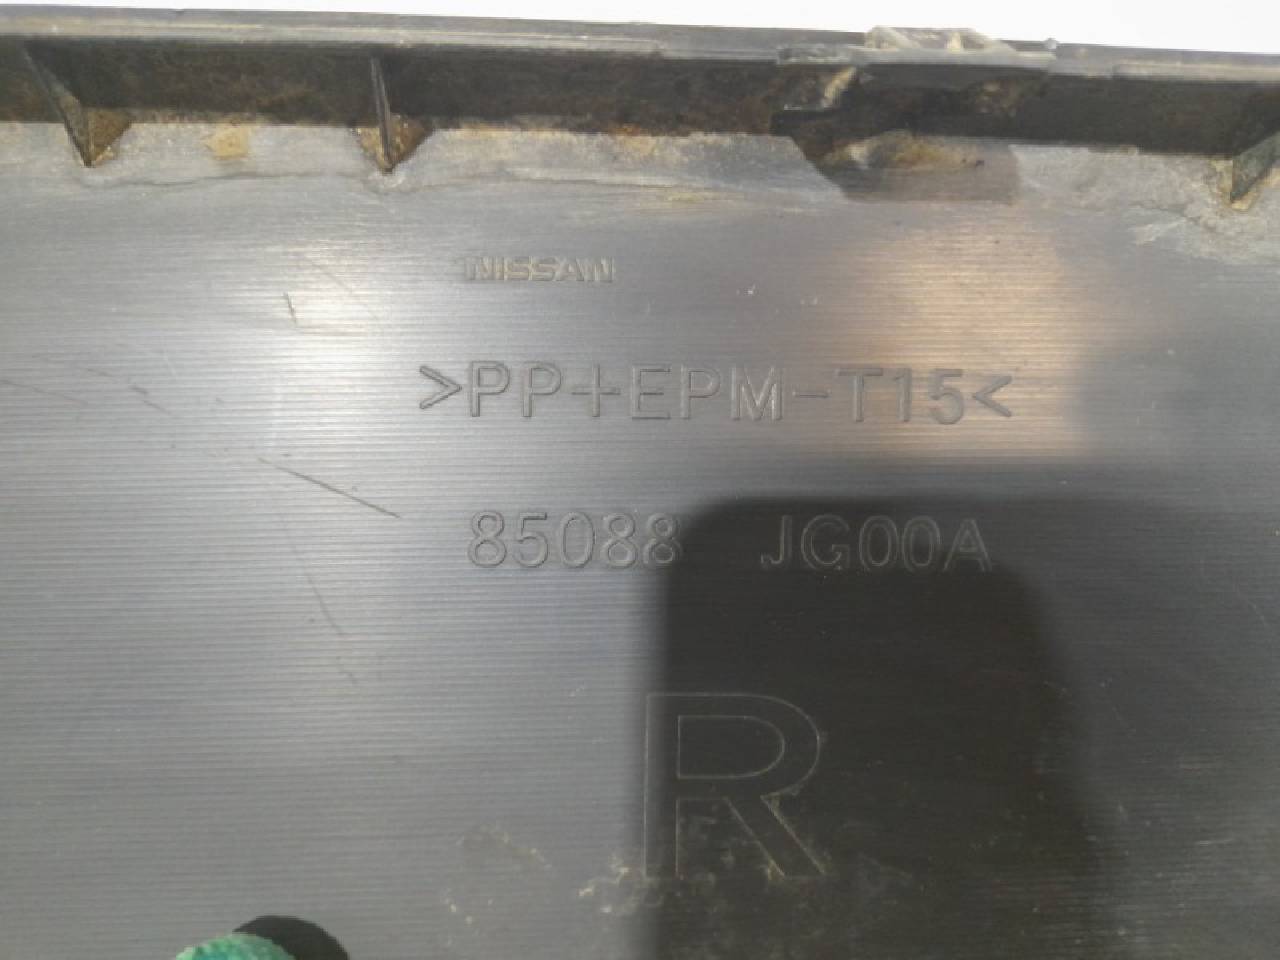 NISSAN
>PP+EPM-T15<
85088 JG00A
R